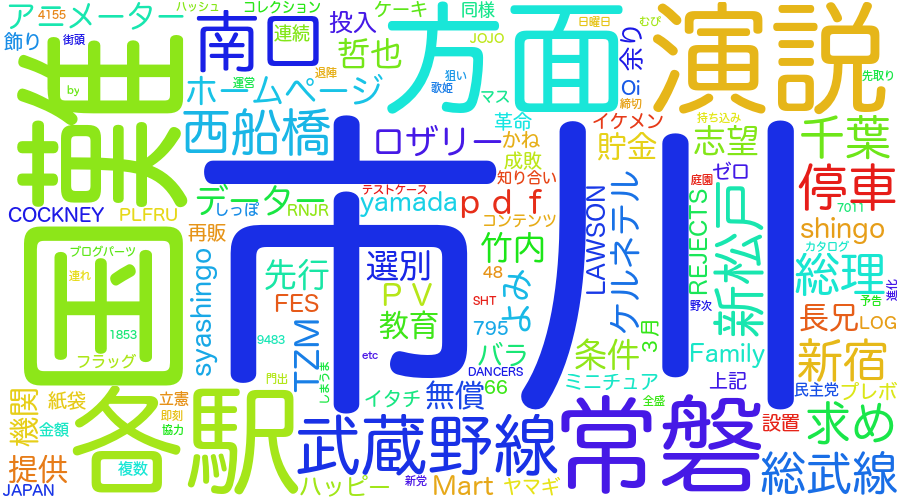 アニメーター
4155
ハッシュ
コレクション
投入
ケーキ
同様
日曜日
むび
飾り
街頭
南口
連続
哲也
JOJO
方面
余り
演説
by
運営
退陣
狙い
歌姫
マス
Oi
締切
先取り
ホームページ
革命
イケメン
持ち込み
西船橋
ロザリー
かね
成敗
貯金
志望
千葉
市川
国葉雅
知り合い
ゼロ
データー
しっぽ
RNJR
テストケース
yamada
pdf
コンテンツ
庭園
停車
7011
COCKNEY
PLFRU
再販
ブログパーツ
連れ
1853
フラッグ
syashingo
先行
FES
TZM
9483
選別
PV
教育
竹内
48
SHT
よみ
795
LAWSON
ケルネテル
REJECTS
新松戸
shingo
カタログ
総理
進化
予告
野次
長兄
LOG
etc
しまうま
門出
バラ
DANCERS
66
条件
3月
Family
新宿
ミニチュア
上記
民主党
プレボ
機関
紙袋
立憲
金額
即刻
協力
各駅
イタチ
無償
全盛
常磐
設置
求め
提供
複数
武蔵野線
総武線
JAPAN
ハッピー
新党
Mart
ヤマギ